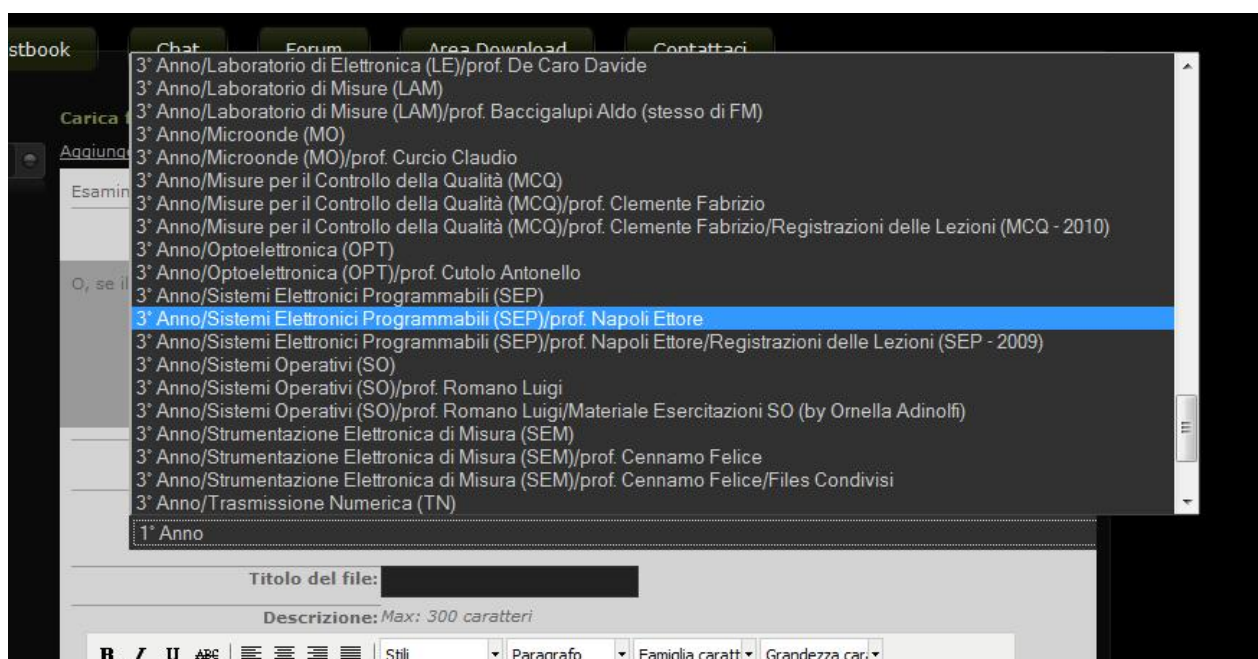 stbook Chat Forum Area Download Contattaci
3° Anno/Laboratorio di Elettronica (LE)/prof. De Caro Davide
3° Anno/Laboratorio di Misure (LAM)
Carica
3° Anno/Laboratorio di Misure (LAM)/prof. Baccigalupi Aldo (stesso di FM)
3° Anno/Microonde (MO)
Aggiung
3° Anno/Microonde (MO)/prof. Curcio Claudio
3° Anno/Misure per il Controllo della Qualità (MCQ)
Esamin
3° Anno/Misure per il Controllo della Qualità (MCQ)/prof. Clemente Fabrizio
3° Anno/Misure per il Controllo della Qualità (MCQ)/prof. Clemente Fabrizio/Registrazioni delle Lezioni (MCQ - 2010)
3° Anno/Optoelettronica (OPT)
3° Anno/Optoelettronica (OPT)/prof. Cutolo Antonello
O, se il
3° Anno/Sistemi Elettronici Programmabili (SEP)
3° Anno/Sistemi Elettronici Programmabili (SEP)/prof. Napoli Ettore
3° Anno/Sistemi Elettronici Programmabili (SEP)/prof. Napoli Ettore/Registrazioni delle Lezioni (SEP - 2009)
3° Anno/Sistemi Operativi (SO)
3° Anno/Sistemi Operativi (SO)/prof. Romano Luigi
3° Anno/Sistemi Operativi (SO)/prof. Romano Luigi/Materiale Esercitazioni SO (by Ornella Adinolfi)
3° Anno/Strumentazione Elettronica di Misura (SEM)
3° Anno/Strumentazione Elettronica di Misura (SEM)/prof. Cennamo Felice
3° Anno/Strumentazione Elettronica di Misura (SEM)/prof. Cennamo Felice/Files Condivisi
3° Anno/Trasmissione Numerica (TN)
1° Anno
Titolo del file:
Descrizione: Max: 300 caratteri
B I U ABC Stili Paragrafo Famiglia caratt Grandezza car